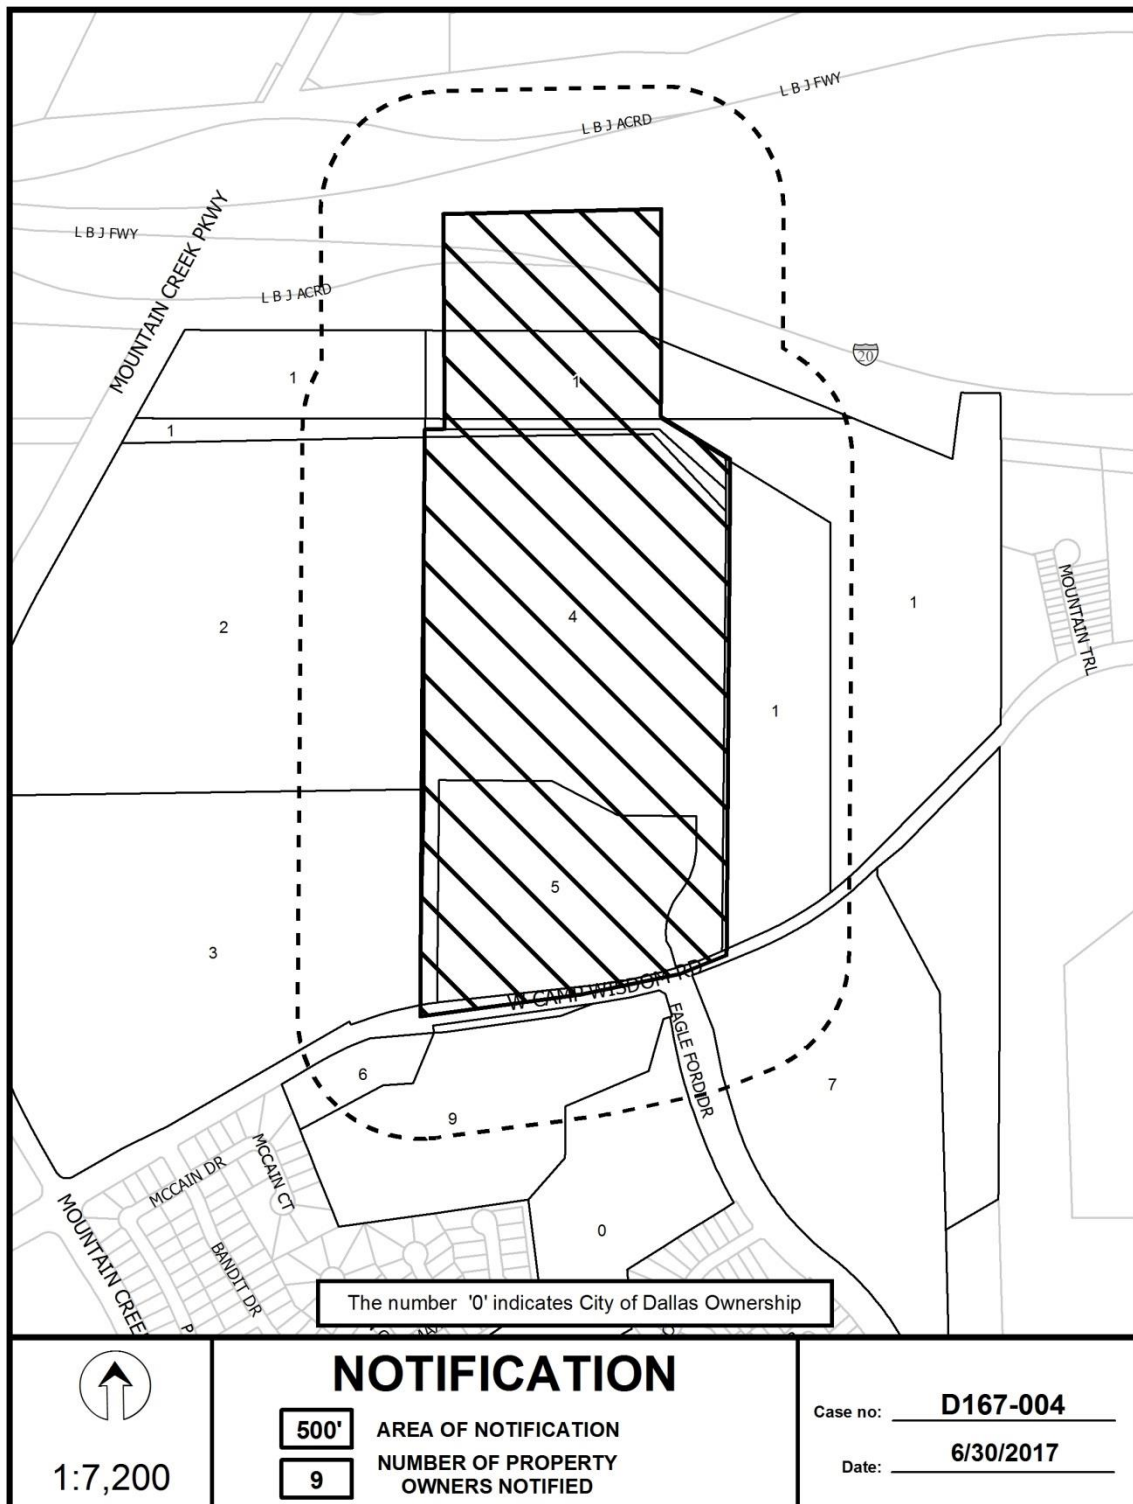 L B J FWY
L B J ACRD
MOUNTAIN CREEK PKWY
L B J FWY
L B J ACRD
20
1
1
1
2
4
1
1
MOUNTAIN TRL
5
3
W CAMP WISDOM RD
EAGLE FORD DR
6
7
9
MCCAIN CT
MCCAIN DR
MOUNTAIN CREE
BANDIT DR
0
The number '0' indicates City of Dallas Ownership
1:7,200
NOTIFICATION
500' AREA OF NOTIFICATION
9 NUMBER OF PROPERTY
OWNERS NOTIFIED
Case no: D167-004
Date: 6/30/2017